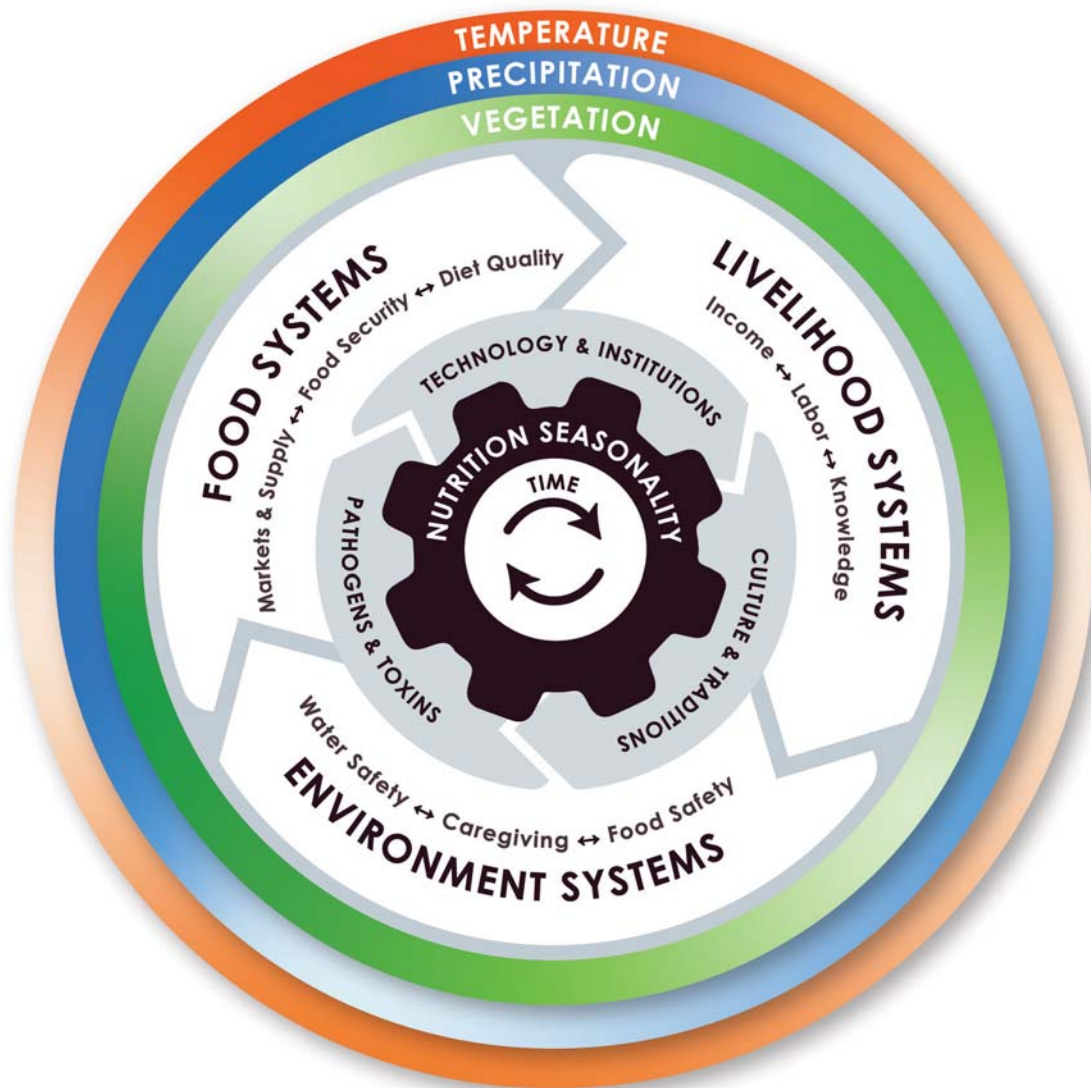 TEMPERATURE
PRECIPITATION
VEGETATION
FOOD SYSTEMS
Markets & Supply ↔ Food Security ↔ Diet Quality
LIVELIHOOD SYSTEMS
Income ↔ Labor ↔ Knowledge
TECHNOLOGY & INSTITUTIONS
NUTRITION SEASONALITY
TIME
PATHOGENS & TOXINS
CULTURE & TRADITIONS
Water Safety ↔ Caregiving ↔ Food Safety
ENVIRONMENT SYSTEMS